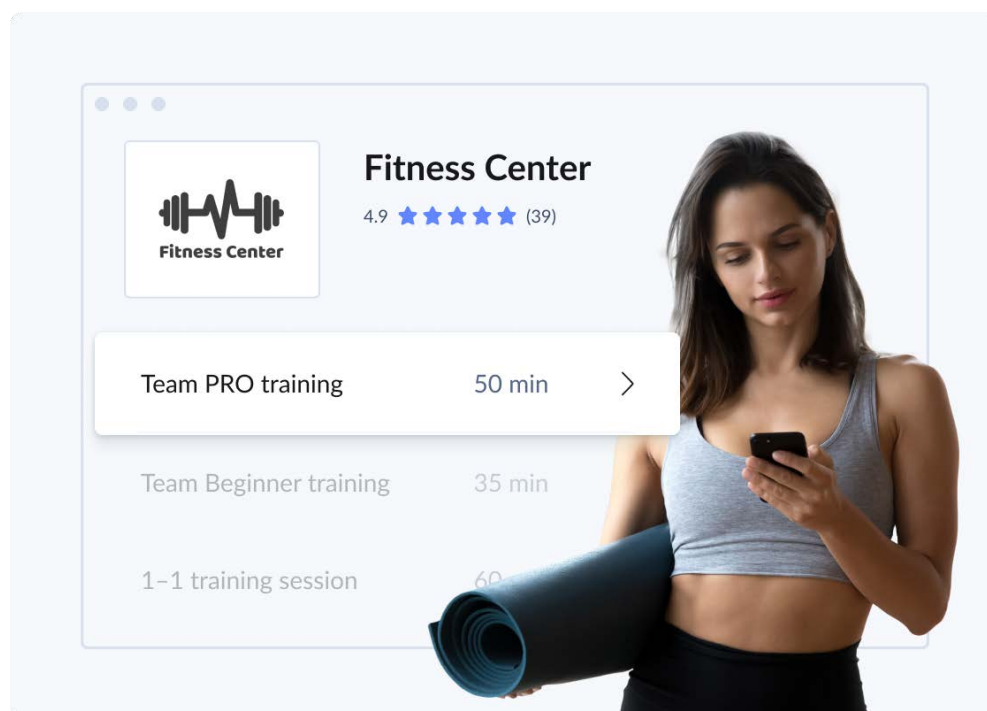 Fitness Center
Fitness Center
4.9 (39)
Team PRO training 50 min
Team Beginner training 35 min
1–1 training session 60